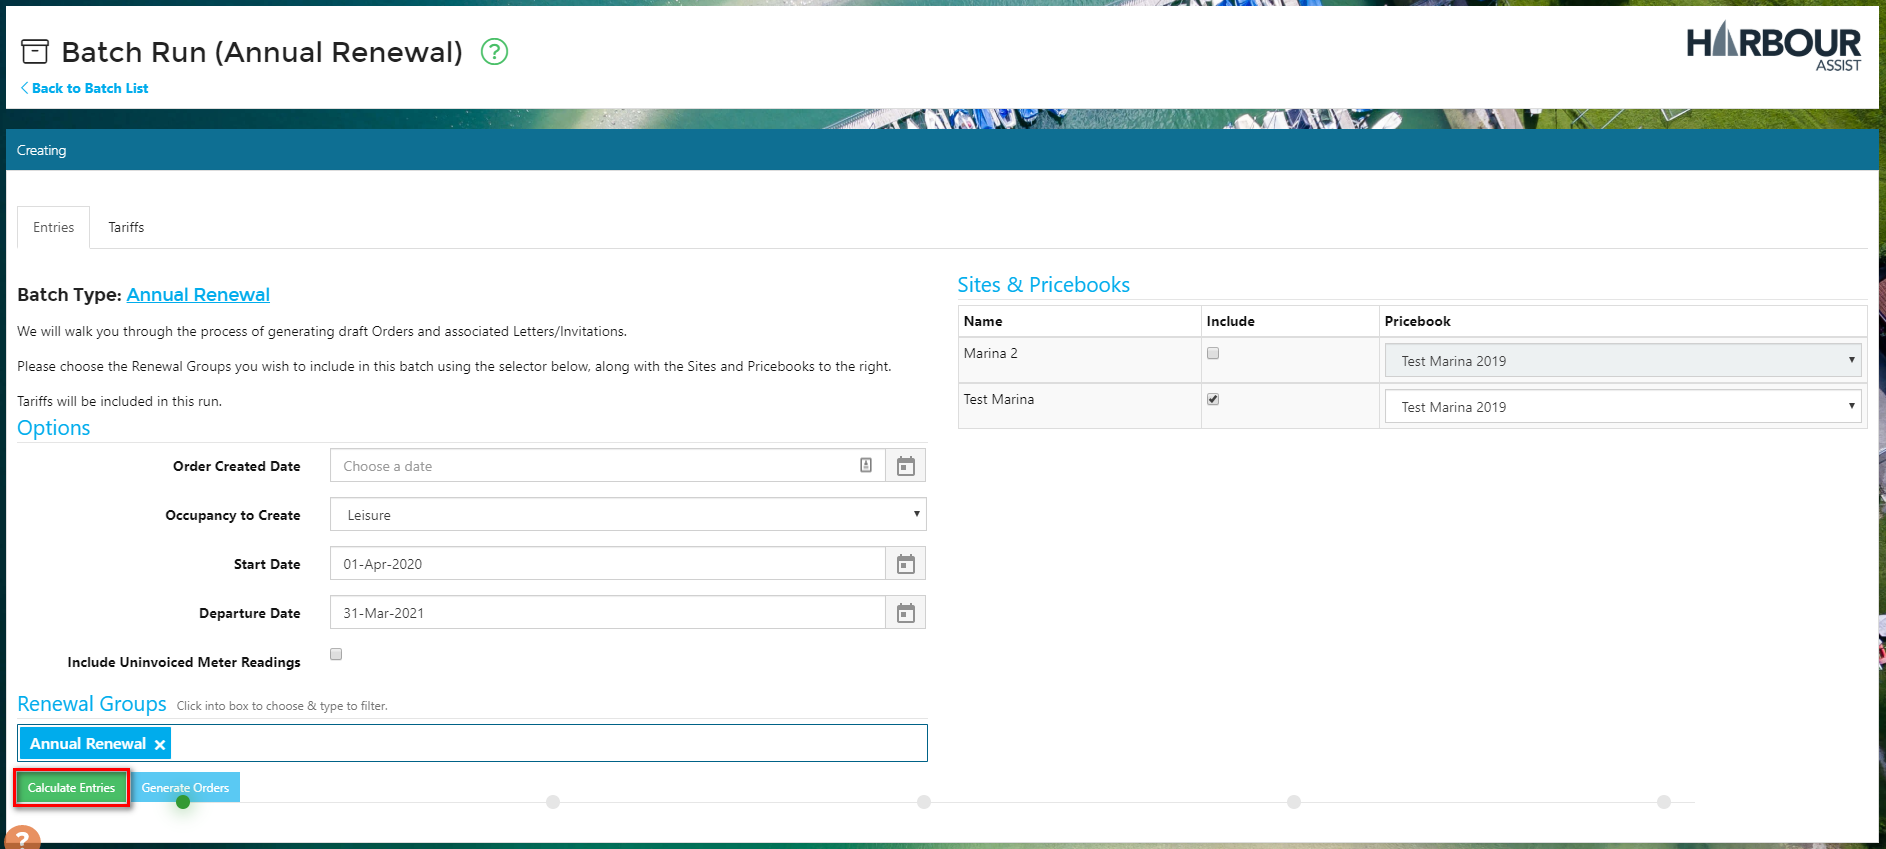 Batch Run (Annual Renewal) ?
HARBOUR
ASSIST
Back to Batch List
Creating
Entries
Tariffs
Batch Type: Annual Renewal
We will walk you through the process of generating draft Orders and associated Letters/Invitations.
Please choose the Renewal Groups you wish to include in this batch using the selector below, along with the Sites and Pricebooks to the right.
Tariffs will be included in this run.
Options
Order Created Date
Choose a date
Occupancy to Create
Leisure
Start Date
01-Apr-2020
Departure Date
31-Mar-2021
Include Uninvoiced Meter Readings
Renewal Groups Click into box to choose & type to filter.
Annual Renewal ×
Calculate Entries
Generate Orders
Sites & Pricebooks
Name Include Pricebook
Marina 2 Test Marina 2019
Test Marina Test Marina 2019
?